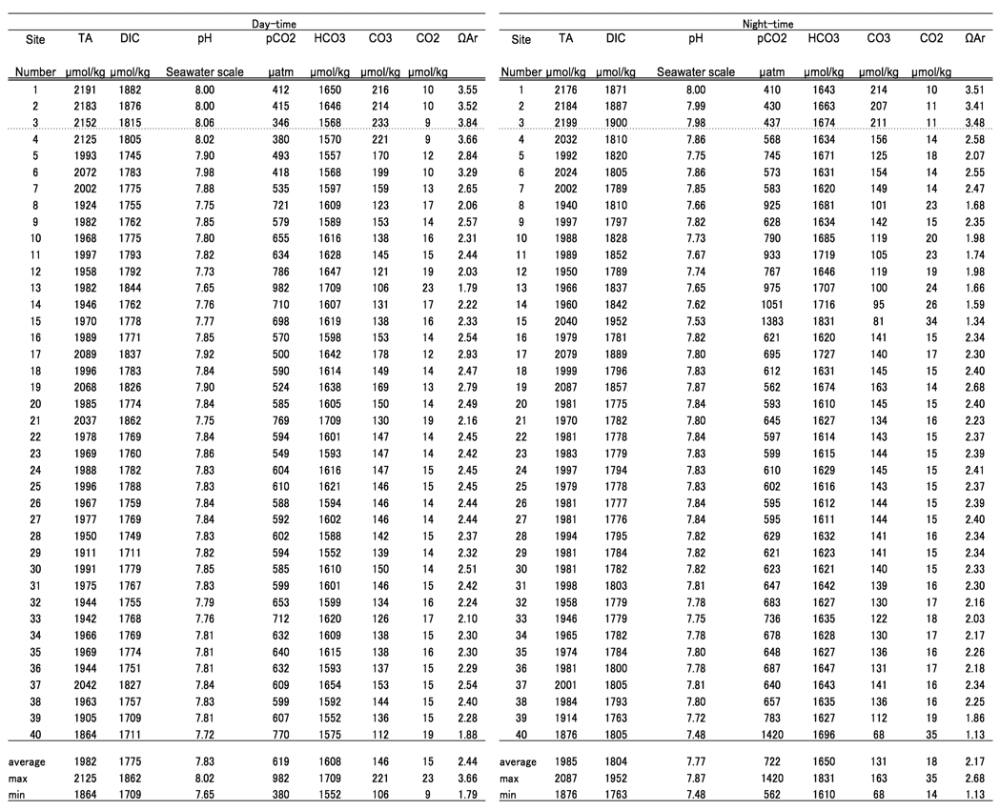 Day-time Night-time
Site TA DIC pH pCO2 HCO3 CO3 CO2 ΩAr Site TA DIC pH pCO2 HCO3 CO3 CO2 ΩAr
Number μmol/kg μmol/kg Seawater scale μatm μmol/kg μmol/kg μmol/kg Number μmol/kg μmol/kg Seawater scale μatm μmol/kg μmol/kg μmol/kg
1 2191 1882 8.00 412 1650 216 10 3.55 1 2176 1871 8.00 410 1643 214 10 3.51
2 2183 1876 8.00 415 1646 214 10 3.52 2 2184 1887 7.99 430 1663 207 11 3.41
3 2152 1815 8.06 346 1568 233 9 3.84 3 2199 1900 7.98 437 1674 211 11 3.48
4 2125 1805 8.02 380 1570 221 9 3.66 4 2032 1810 7.86 568 1634 156 14 2.58
5 1993 1745 7.90 493 1557 170 12 2.84 5 1992 1820 7.75 745 1671 125 18 2.07
6 2072 1783 7.98 418 1568 199 10 3.29 6 2024 1805 7.86 573 1631 154 14 2.55
7 2002 1775 7.88 535 1597 159 13 2.65 7 2002 1789 7.85 583 1620 149 14 2.47
8 1924 1755 7.75 721 1609 123 17 2.06 8 1940 1810 7.66 925 1681 101 23 1.68
9 1982 1762 7.85 579 1589 153 14 2.57 9 1997 1797 7.82 628 1634 142 15 2.35
10 1968 1775 7.80 655 1616 138 16 2.31 10 1988 1828 7.73 790 1685 119 20 1.98
11 1997 1793 7.82 634 1628 145 15 2.44 11 1989 1852 7.67 933 1719 105 23 1.74
12 1958 1792 7.73 786 1647 121 19 2.03 12 1950 1789 7.74 767 1646 119 19 1.98
13 1982 1844 7.65 982 1709 106 23 1.79 13 1966 1837 7.65 975 1707 100 24 1.66
14 1946 1762 7.76 710 1607 131 17 2.22 14 1960 1842 7.62 1051 1716 95 26 1.59
15 1970 1778 7.77 698 1619 138 16 2.33 15 2040 1952 7.53 1383 1831 81 34 1.34
16 1989 1771 7.85 570 1598 153 14 2.54 16 1979 1781 7.82 621 1620 141 15 2.34
17 2089 1837 7.92 500 1642 178 12 2.93 17 2079 1889 7.80 695 1727 140 17 2.30
18 1996 1783 7.84 590 1614 149 14 2.47 18 1999 1796 7.83 612 1631 145 15 2.40
19 2068 1826 7.90 524 1638 169 13 2.79 19 2087 1857 7.87 562 1674 163 14 2.68
20 1985 1774 7.84 585 1605 150 14 2.49 20 1981 1775 7.84 593 1610 145 15 2.40
21 2037 1862 7.75 769 1709 130 19 2.16 21 1970 1782 7.80 645 1627 134 16 2.23
22 1978 1769 7.84 594 1601 147 14 2.45 22 1981 1778 7.84 597 1614 143 15 2.37
23 1969 1760 7.86 549 1593 147 14 2.42 23 1983 1779 7.83 599 1615 144 15 2.39
24 1988 1782 7.83 604 1616 147 15 2.45 24 1997 1794 7.83 610 1629 145 15 2.41
25 1996 1788 7.83 610 1621 146 15 2.45 25 1979 1778 7.83 602 1616 143 15 2.37
26 1967 1759 7.84 588 1594 146 14 2.44 26 1981 1777 7.84 595 1612 144 15 2.39
27 1977 1769 7.84 592 1602 146 14 2.44 27 1981 1776 7.84 595 1611 144 15 2.40
28 1950 1749 7.83 602 1588 142 15 2.37 28 1994 1795 7.82 629 1632 141 16 2.34
29 1911 1711 7.82 594 1552 139 14 2.32 29 1981 1784 7.82 621 1623 141 15 2.34
30 1991 1779 7.85 585 1610 150 14 2.51 30 1981 1782 7.82 623 1621 140 15 2.33
31 1975 1767 7.83 599 1601 146 15 2.42 31 1998 1803 7.81 647 1642 139 16 2.30
32 1944 1755 7.79 653 1599 134 16 2.24 32 1958 1779 7.78 683 1627 130 17 2.16
33 1942 1768 7.76 712 1620 126 17 2.10 33 1946 1779 7.75 736 1635 122 18 2.03
34 1966 1769 7.81 632 1609 138 15 2.30 34 1965 1782 7.78 678 1628 130 17 2.17
35 1969 1774 7.81 640 1615 138 16 2.30 35 1974 1784 7.80 648 1627 136 16 2.26
36 1944 1751 7.81 632 1593 137 15 2.29 36 1981 1800 7.78 687 1647 131 17 2.18
37 2042 1827 7.84 609 1654 153 15 2.54 37 2001 1805 7.81 640 1643 141 16 2.34
38 1963 1757 7.83 599 1592 144 15 2.40 38 1984 1793 7.80 657 1635 136 16 2.25
39 1905 1709 7.81 607 1552 136 15 2.28 39 1914 1763 7.72 783 1627 112 19 1.86
40 1864 1711 7.72 770 1575 112 19 1.88 40 1876 1805 7.48 1420 1696 68 35 1.13
average 1982 1775 7.83 619 1608 146 15 2.44 average 1985 1804 7.77 722 1650 131 18 2.17
max 2125 1862 8.02 982 1709 221 23 3.66 max 2087 1952 7.87 1420 1831 163 35 2.68
min 1864 1709 7.65 380 1552 106 9 1.79 min 1876 1763 7.48 562 1610 68 14 1.13